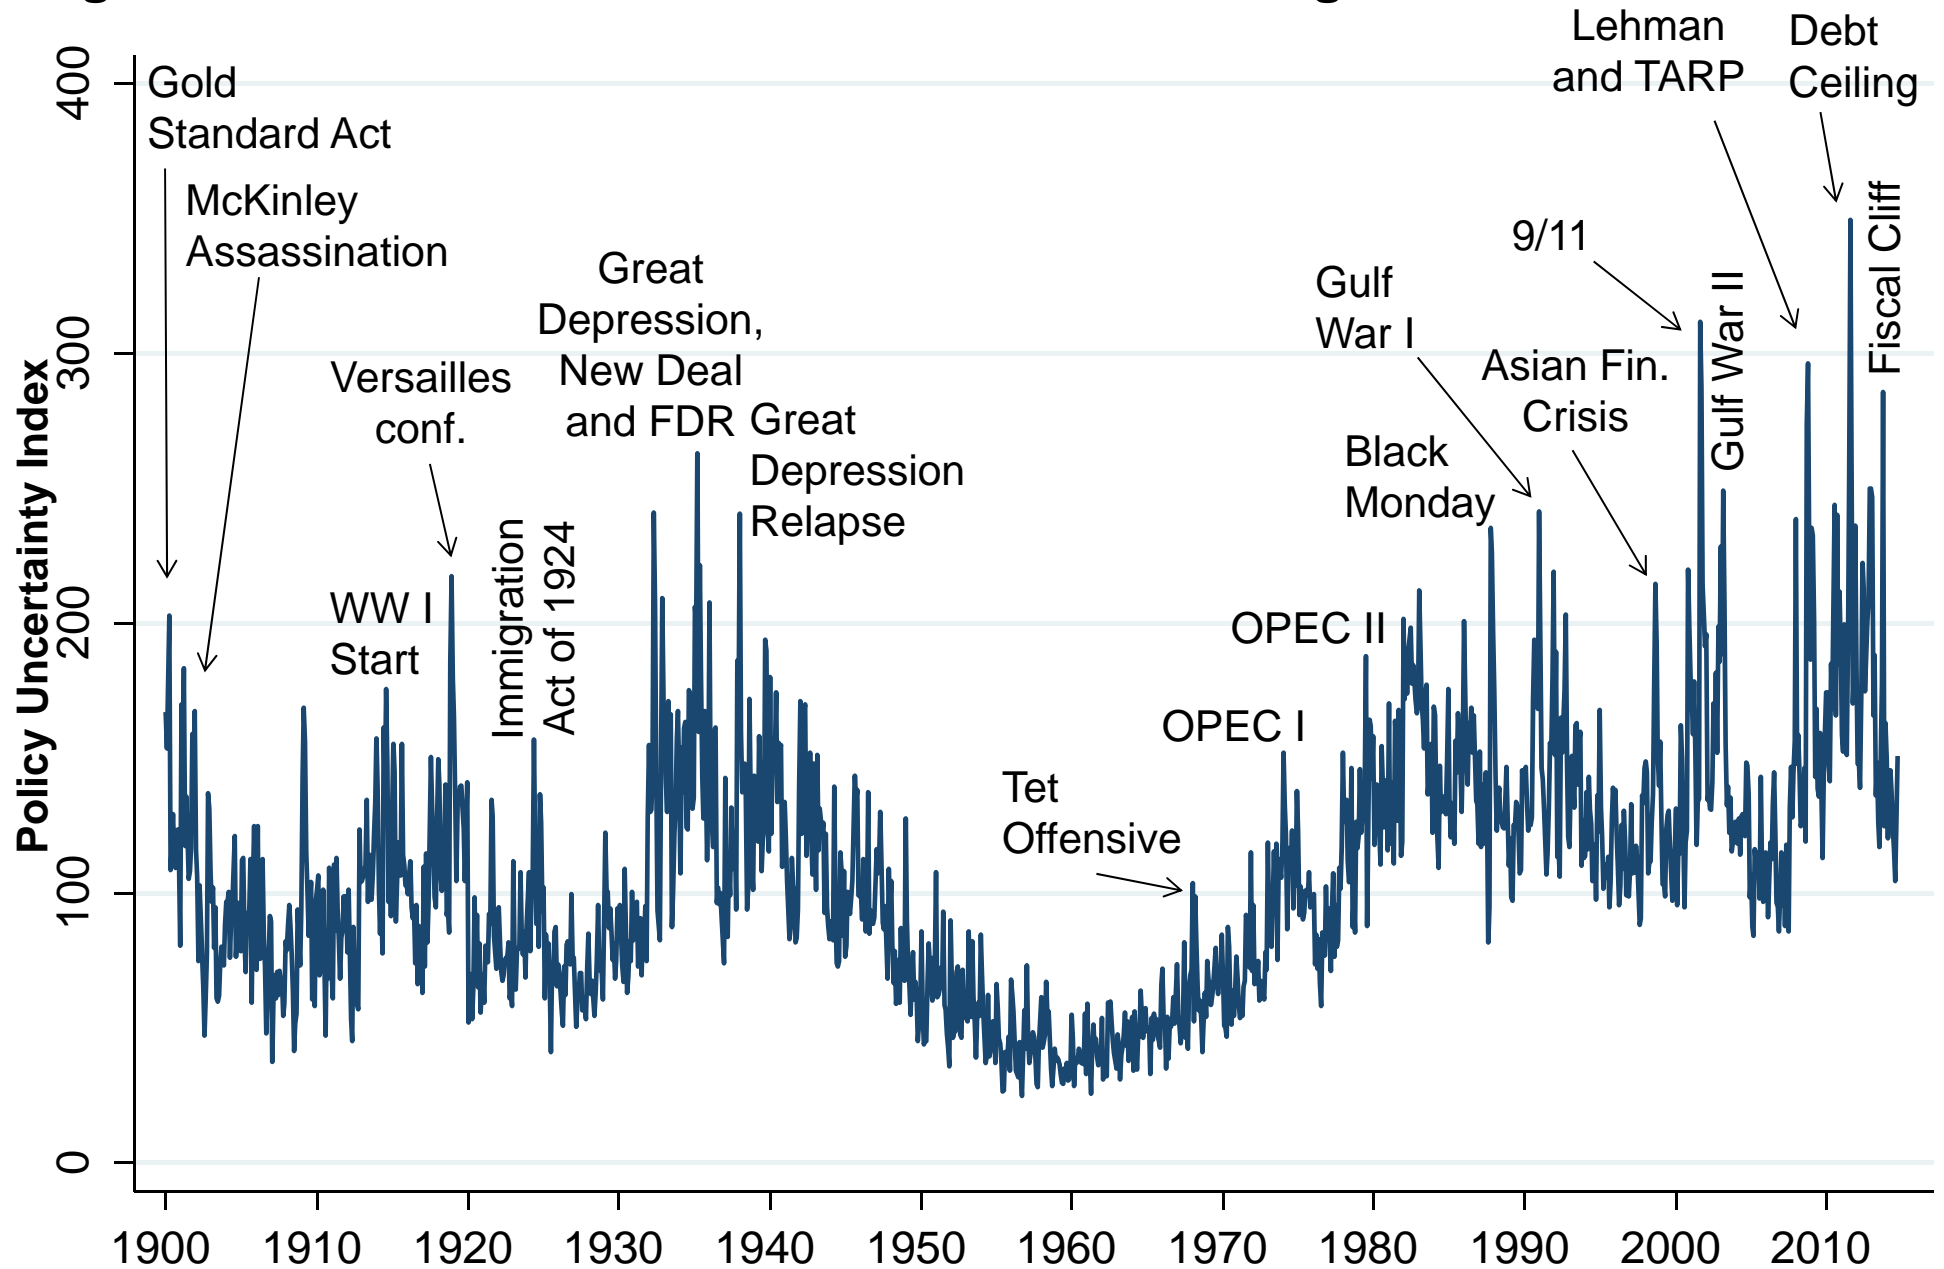 Lehman
and TARP
Debt
Ceiling
400
Gold
Standard Act
McKinley
Assassination
Fiscal Cliff
9/11
Great
Depression,
New Deal
and FDR
Gulf
War I
Gulf War II
300
Versailles
conf.
Asian Fin.
Crisis
Great
Depression
Relapse
Black
Monday
Policy Uncertainty Index
Immigration
Act of 1924
200
WW I
Start
OPEC II
OPEC I
Tet
Offensive
100
0
1900 1910 1920 1930 1940 1950 1960 1970 1980 1990 2000 2010